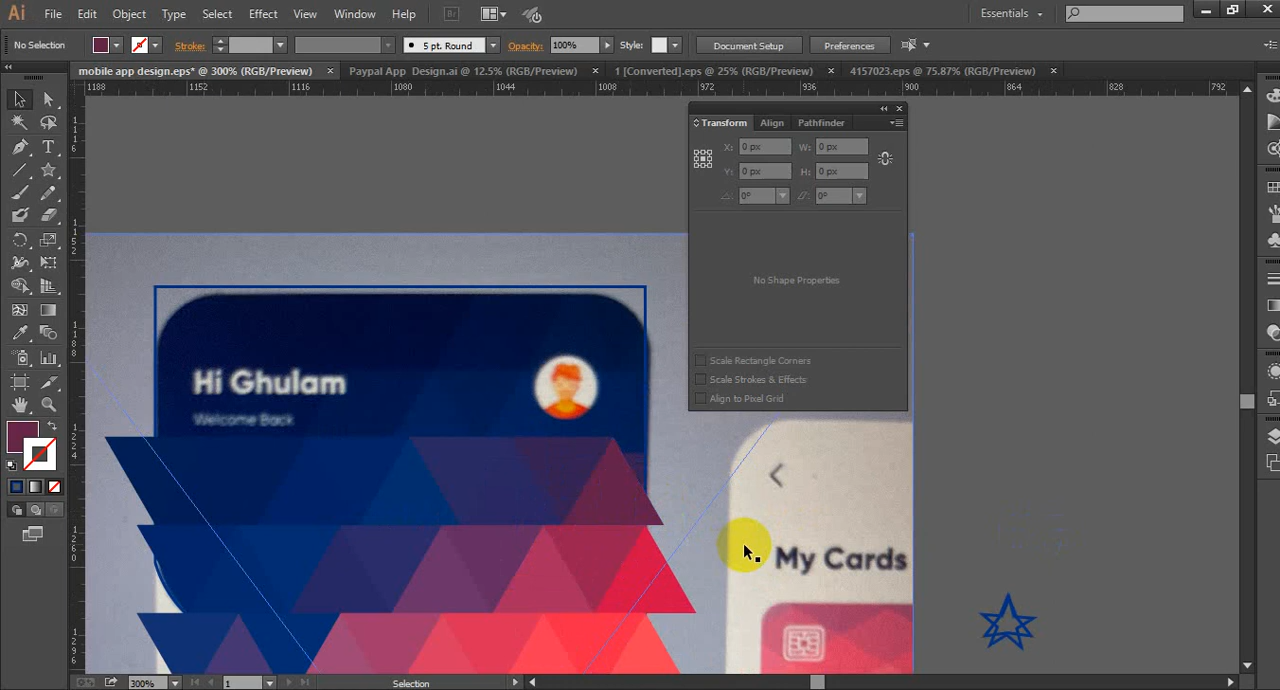 Ai File Edit Object Type Select Effect View Window Help Br Essentials
No Selection Stroke: 5 pt. Round Opacity: 100% Style: Document Setup Preferences
mobile app design.eps* @ 300% (RGB/Preview) × Paypal App Design.ai @ 12.5% (RGB/Preview) × 1 [Converted].eps @ 25% (RGB/Preview) × 4157023.eps @ 75.87% (RGB/Preview) ×
1188 1152 1116 1080 1044 1008 972 936 900 864 828 792
Transform Align Pathfinder
X: 0 px W: 0 px
Y: 0 px H: 0 px
0° 0°
No Shape Properties
Scale Rectangle Corners
Scale Strokes & Effects
Align to Pixel Grid
Hi Ghulam
Welcome Back
My Cards
300% 1 Selection